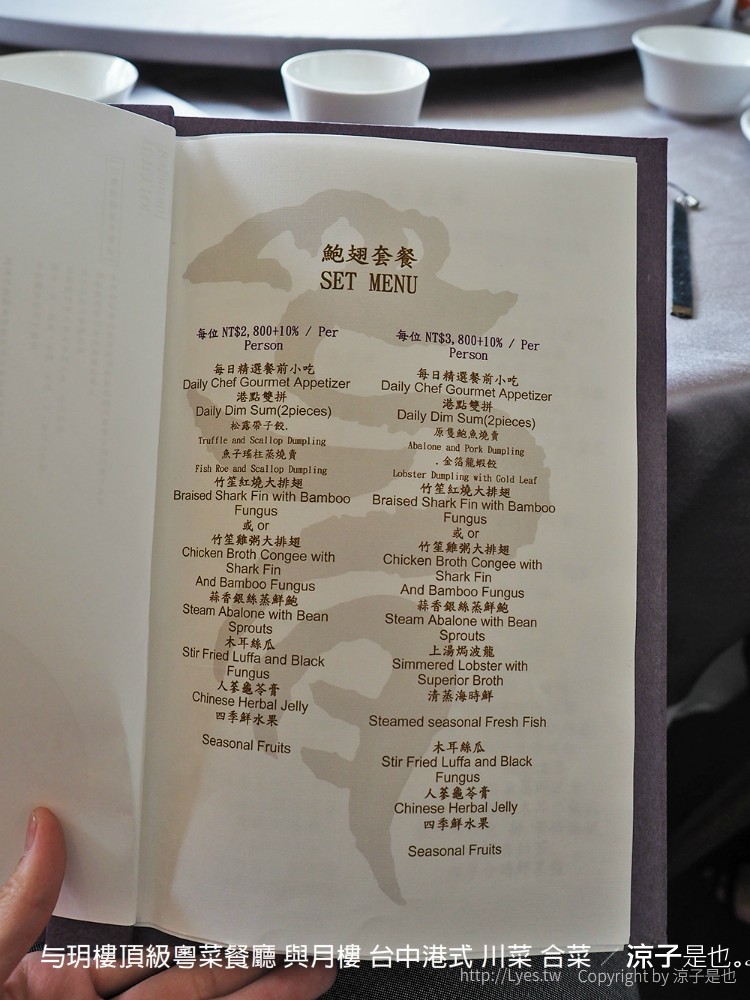 鮑翅套餐
SET MENU
每位 NT$2,800+10% / Per
Person
每日精選餐前小吃
Daily Chef Gourmet Appetizer
港點雙拼
Daily Dim Sum(2pieces)
松露帶子餃.
Truffle and Scallop Dumpling
魚子瑤柱蒸燒賣
Fish Roe and Scallop Dumpling
竹笙紅燒大排翅
Braised Shark Fin with Bamboo
Fungus
或 or
竹笙雞粥大排翅
Chicken Broth Congee with
Shark Fin
And Bamboo Fungus
蒜香銀絲蒸鮮鮑
Steam Abalone with Bean
Sprouts
木耳絲瓜
Stir Fried Luffa and Black
Fungus
人蔘龜苓膏
Chinese Herbal Jelly
四季鮮水果
Seasonal Fruits
每位 NT$3,800+10% / Per
Person
每日精選餐前小吃
Daily Chef Gourmet Appetizer
港點雙拼
Daily Dim Sum(2pieces)
原隻鮑魚燒賣
Abalone and Pork Dumpling
.金箔龍蝦餃
Lobster Dumpling with Gold Leaf
竹笙紅燒大排翅
Braised Shark Fin with Bamboo
Fungus
或 or
竹笙雞粥大排翅
Chicken Broth Congee with
Shark Fin
And Bamboo Fungus
蒜香銀絲蒸鮮鮑
Steam Abalone with Bean
Sprouts
上湯焗波龍
Simmered Lobster with
Superior Broth
清蒸海時鮮
Steamed seasonal Fresh Fish
木耳絲瓜
Stir Fried Luffa and Black
Fungus
人蔘龜苓膏
Chinese Herbal Jelly
四季鮮水果
Seasonal Fruits
与玥樓頂級粵菜餐廳 與月樓 台中港式 川菜 合菜 / 涼子是也。
http://Lyes.tw Copyright by 涼子是也